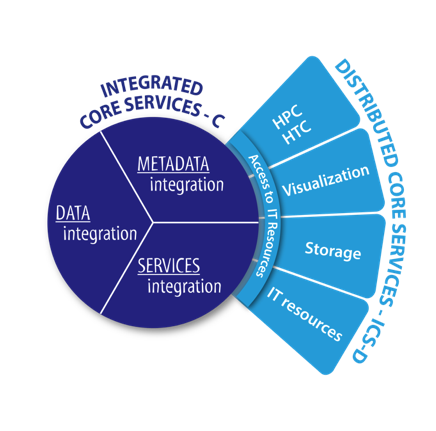 INTEGRATED
CORE SERVICES - C
METADATA
integration
DATA
integration
SERVICES
integration
Access to IT Resources
HPC
HTC
Visualization
Storage
IT resources
DISTRIBUTED CORE SERVICES - ICS-D